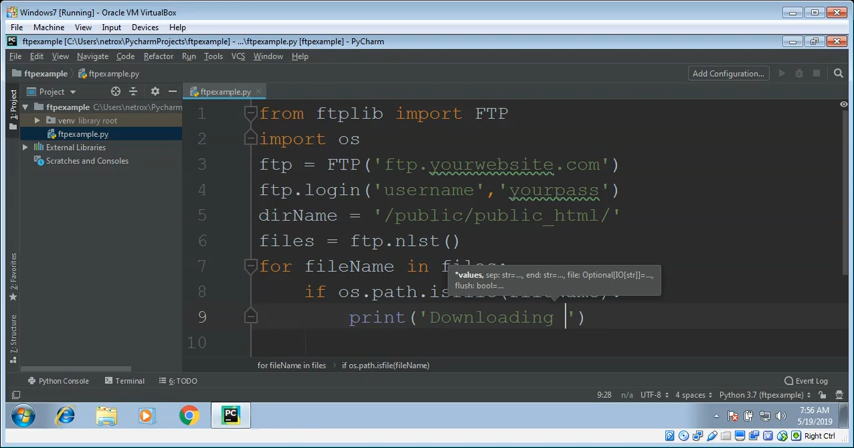 Windows7 [Running] - Oracle VM VirtualBox
File Machine View Input Devices Help
ftpexample [C:\Users\netrox\PycharmProjects\ftpexample] - ...\ftpexample.py [ftpexample] - PyCharm
File Edit View Navigate Code Refactor Run Tools VCS Window Help
ftpexample ftpexample.py Add Configuration...
1: Project
Project
ftpexample.py
ftpexample C:\Users\netrox\Pycharm
venv library root
ftpexample.py
External Libraries
Scratches and Consoles
1 from ftplib import FTP
2 import os
3 ftp = FTP('ftp.yourwebsite.com')
4 ftp.login('username','yourpass')
5 dirName = '/public/public_html/'
6 files = ftp.nlst()
7 for fileName in files:
*values, sep: str=..., end: str=..., file: Optional[IO[str]]=...,
flush: bool=...
8 if os.path.isfile(fileName):
9 print('Downloading ')
10
2: Favorites
7: Structure
for fileName in files if os.path.isfile(fileName)
Python Console Terminal 6: TODO Event Log
9:28 UTF-8 4 spaces Python 3.7 (ftpexample)
7:56 AM
5/19/2019
Right Ctrl